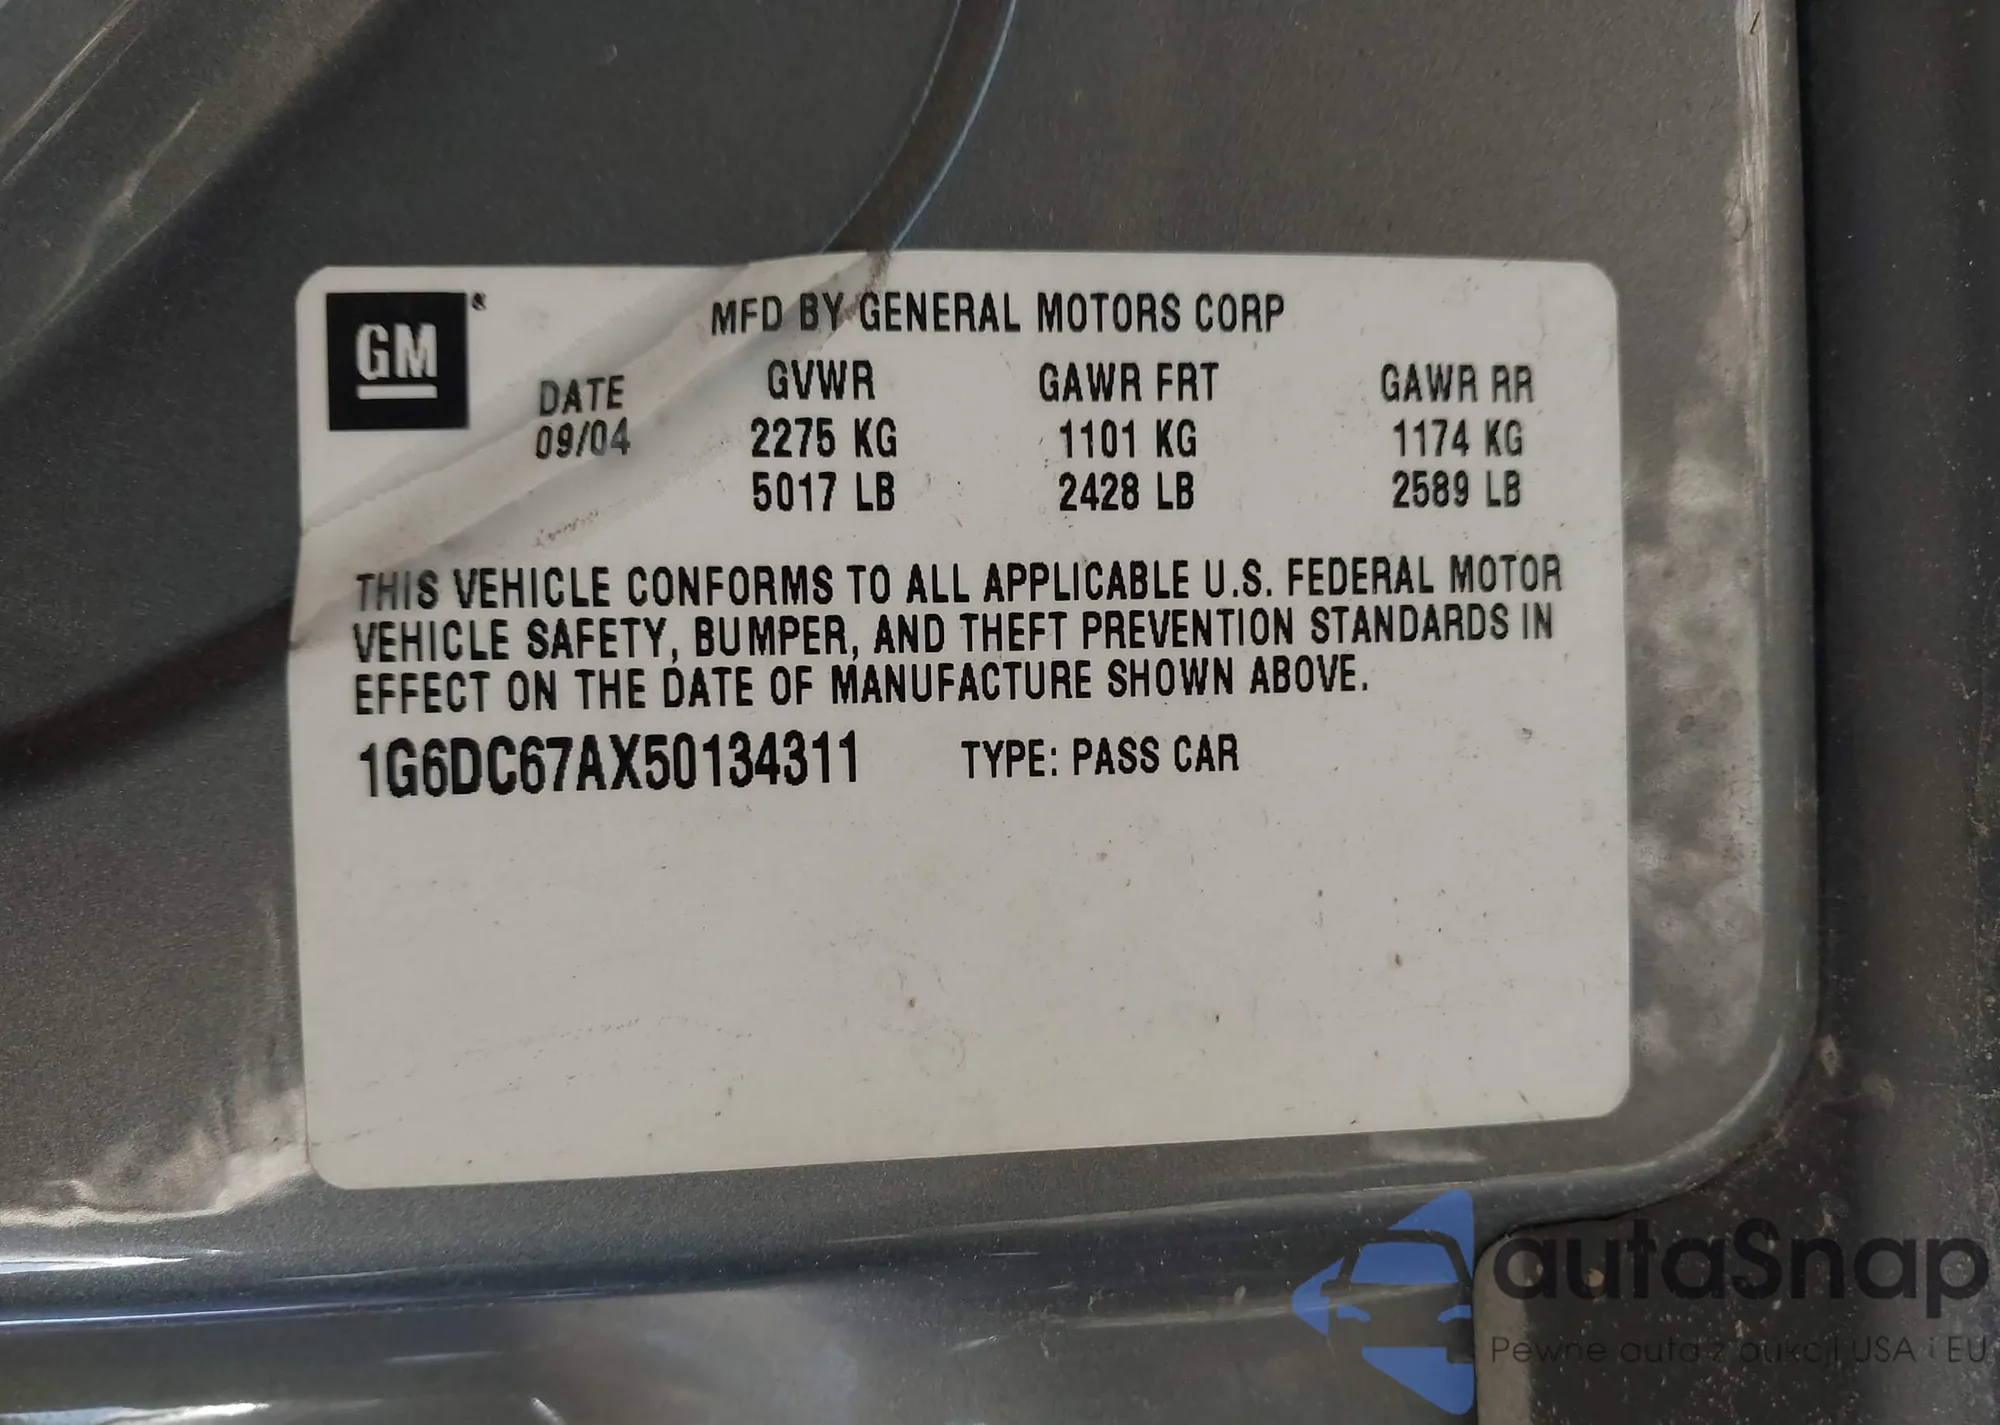 GM®
MFD BY GENERAL MOTORS CORP
DATE GVWR GAWR FRT GAWR RR
09/04 2275 KG 1101 KG 1174 KG
5017 LB 2428 LB 2589 LB
THIS VEHICLE CONFORMS TO ALL APPLICABLE U.S. FEDERAL MOTOR
VEHICLE SAFETY, BUMPER, AND THEFT PREVENTION STANDARDS IN
EFFECT ON THE DATE OF MANUFACTURE SHOWN ABOVE.
1G6DC67AX50134311 TYPE: PASS CAR
autaSnap
Pewne auta z aukcji USA i EU